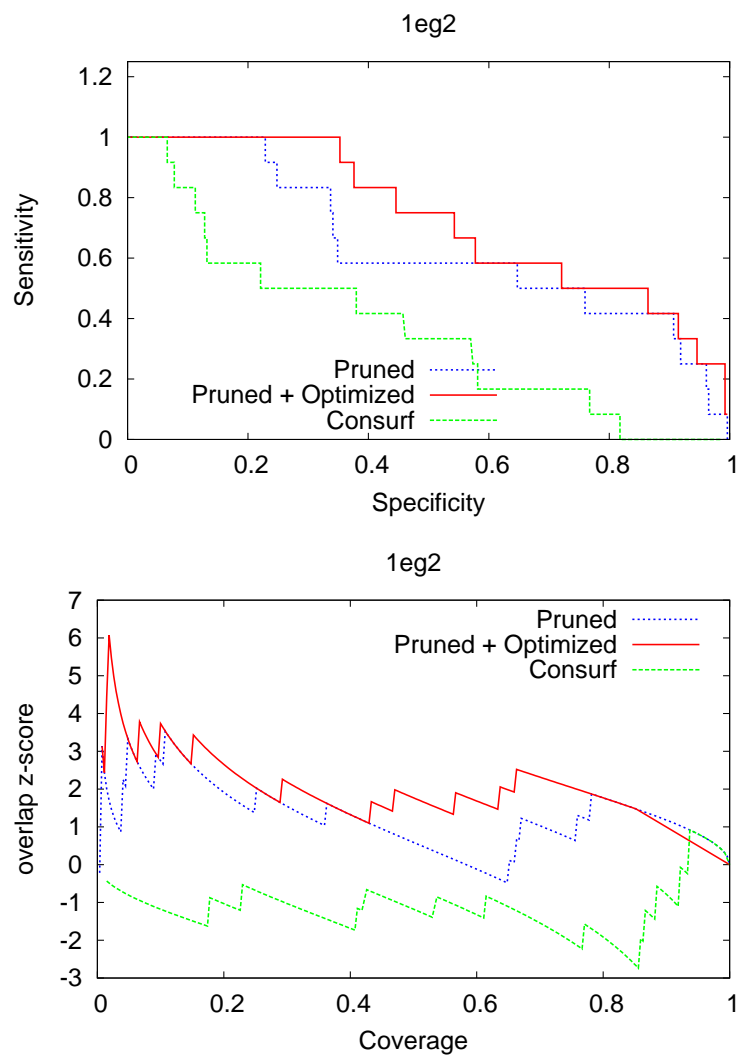 1eg2
1.2
1
0.8
0.6
0.4
0.2
0
Sensitivity
Pruned
Pruned + Optimized
Consurf
0 0.2 0.4 0.6 0.8 1
Specificity
1eg2
7
6
5
4
3
2
1
0
-1
-2
-3
overlap z-score
Pruned
Pruned + Optimized
Consurf
0 0.2 0.4 0.6 0.8 1
Coverage